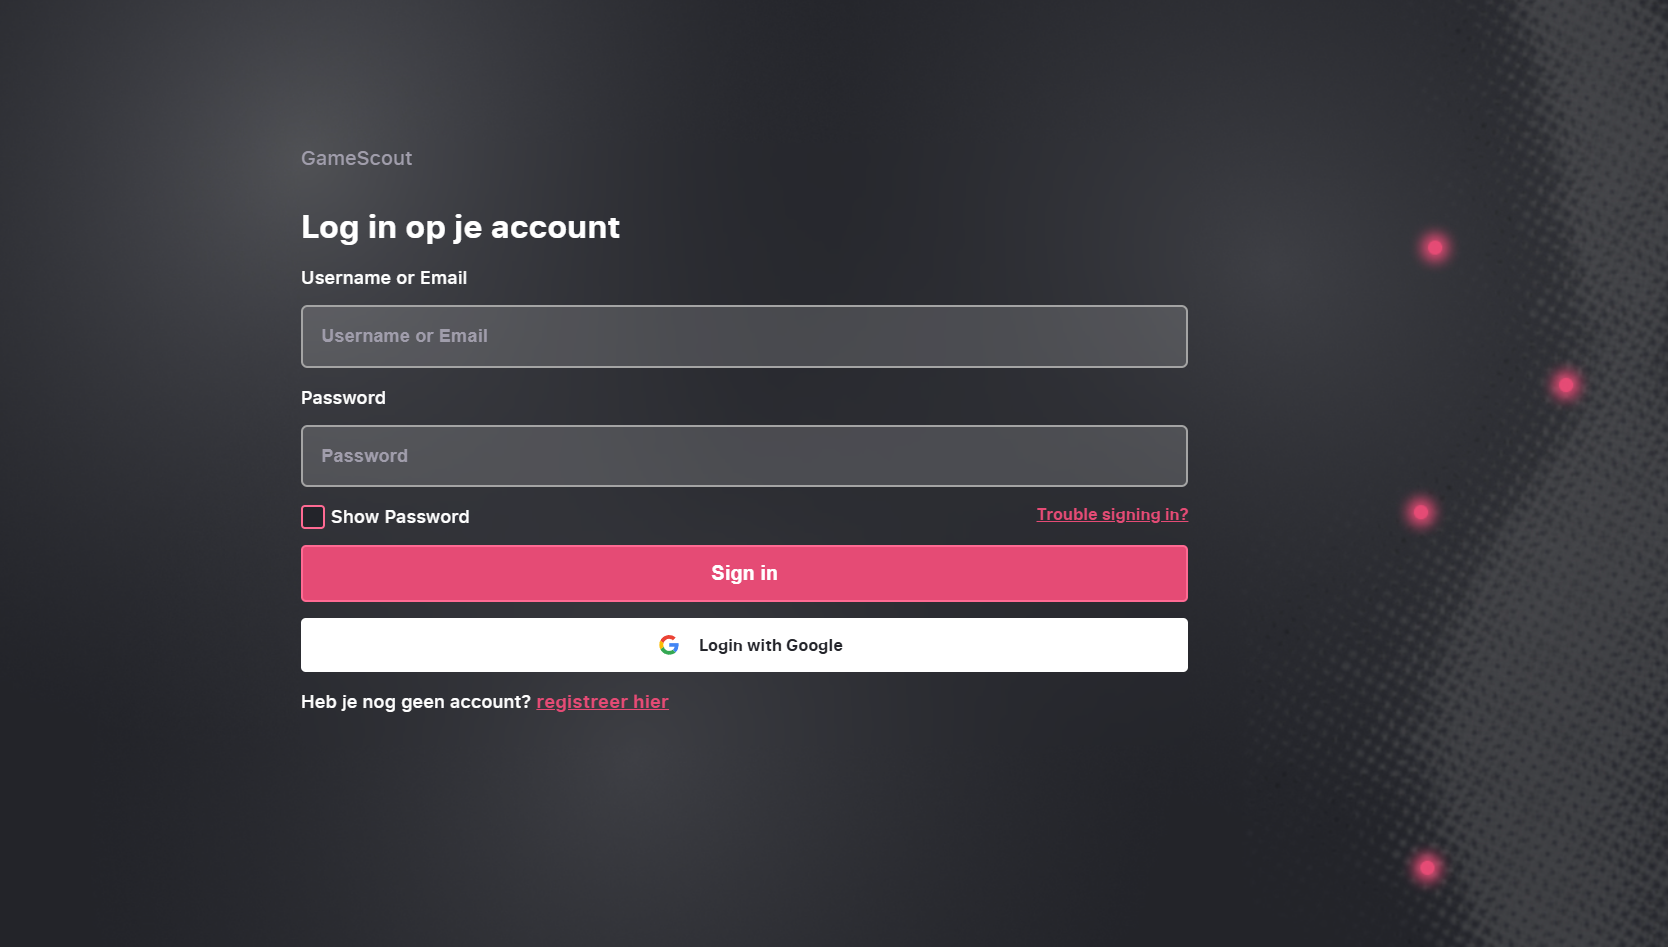 GameScout
Log in op je account
Username or Email
Username or Email
Password
Password
Show Password
Trouble signing in?
Sign in
Login with Google
Heb je nog geen account? registreer hier